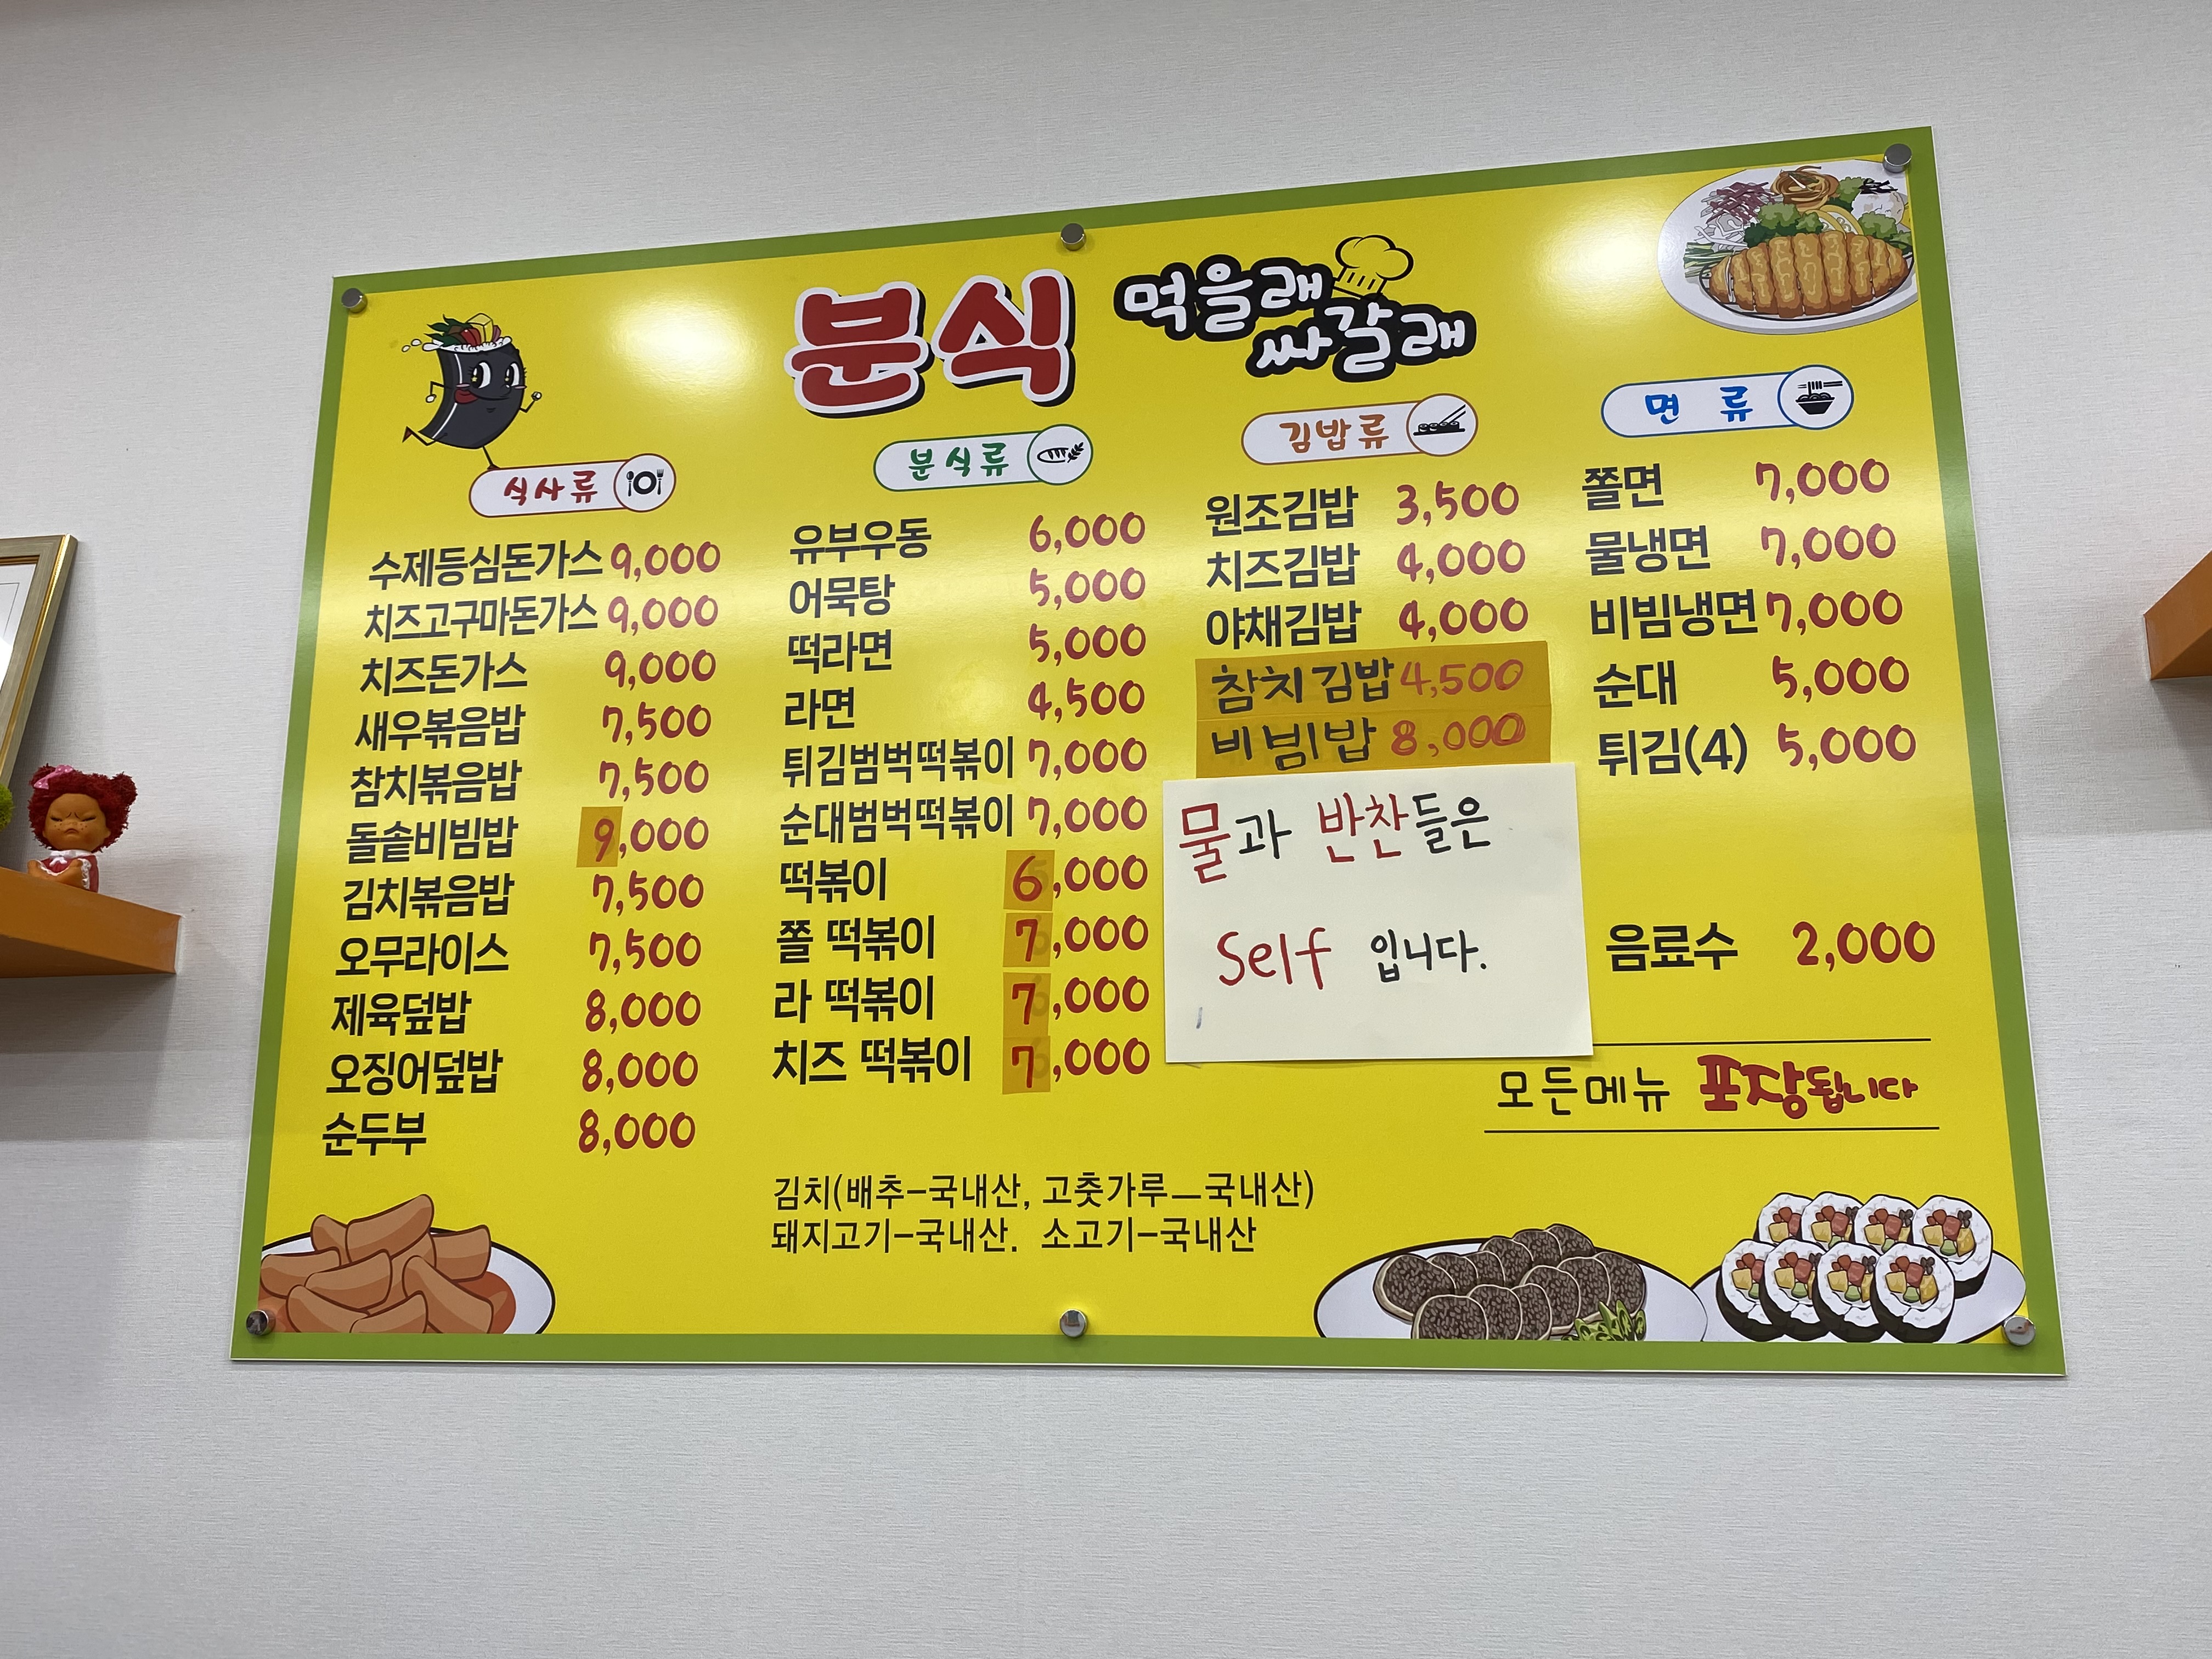 분식 먹을래
싸갈래
식사류
수제등심돈가스 9,000
치즈고구마돈가스 9,000
치즈돈가스 9,000
새우볶음밥 7,500
참치볶음밥 7,500
돌솥비빔밥 9,000
김치볶음밥 7,500
오무라이스 7,500
제육덮밥 8,000
오징어덮밥 8,000
순두부 8,000
분식류
유부우동 6,000
어묵탕 5,000
떡라면 5,000
라면 4,500
튀김범벅떡볶이 7,000
순대범벅떡볶이 7,000
떡볶이 6,000
쫄 떡볶이 7,000
라 떡볶이 7,000
치즈 떡볶이 7,000
김밥류
원조김밥 3,500
치즈김밥 4,000
야채김밥 4,000
참치김밥 4,500
비빔밥 8,000
물과 반찬들은
Self 입니다.
면 류
쫄면 7,000
물냉면 7,000
비빔냉면 7,000
순대 5,000
튀김(4) 5,000
음료수 2,000
모든메뉴 포장됩니다
김치(배추-국내산, 고춧가루-국내산)
돼지고기-국내산. 소고기-국내산